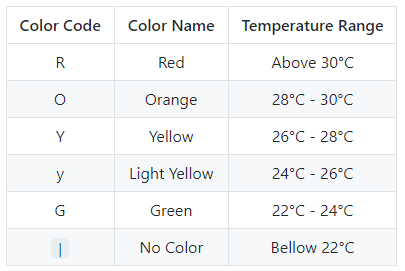 Color Code Color Name Temperature Range
R Red Above 30°C
O Orange 28°C - 30°C
Y Yellow 26°C - 28°C
y Light Yellow 24°C - 26°C
G Green 22°C - 24°C
| No Color Bellow 22°C